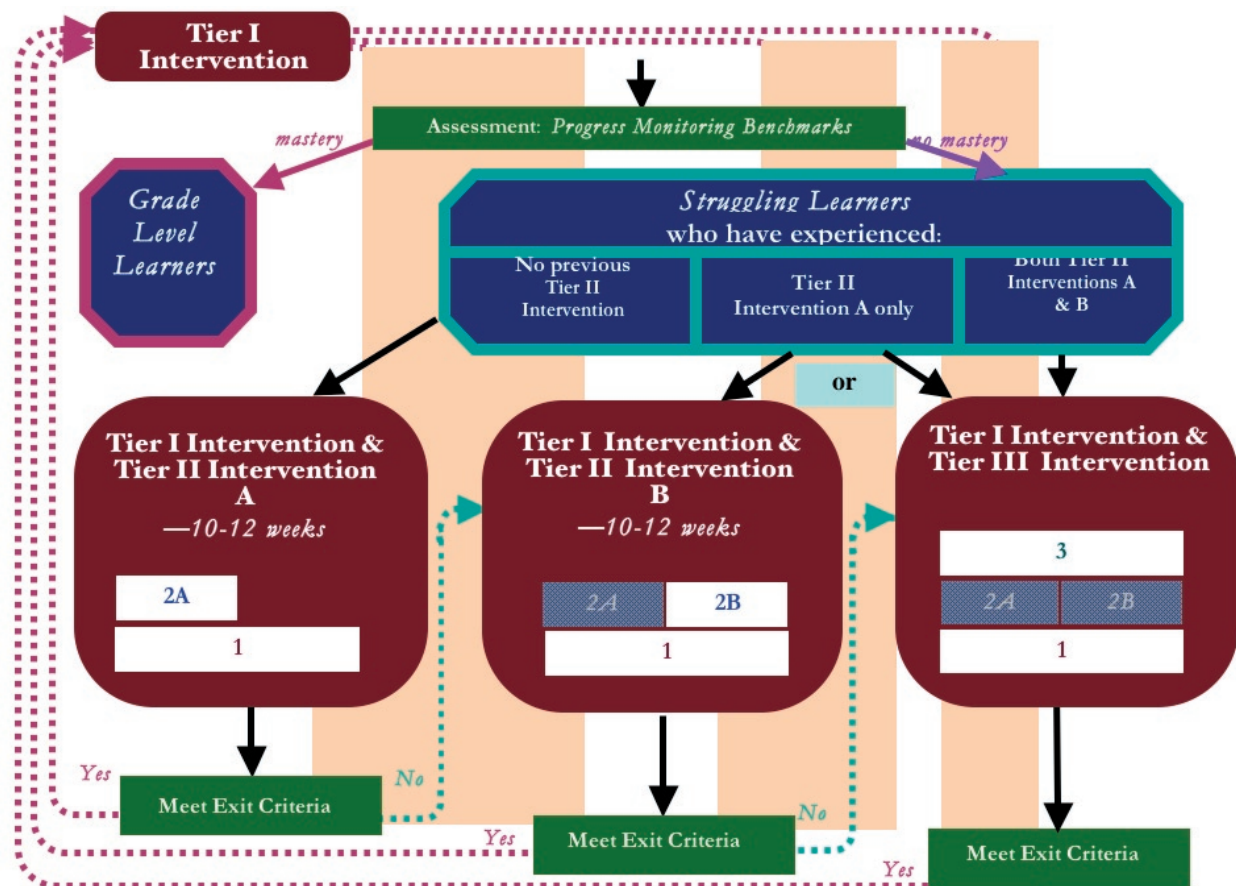 Tier I
Intervention
Assessment: Progress Monitoring Benchmarks
mastery
no mastery
Grade
Level
Learners
Struggling Learners
who have experienced:
No previous
Tier II
Intervention
Tier II
Intervention A only
Both Tier II
Interventions A
& B
or
Tier I Intervention &
Tier II Intervention
A
—10-12 weeks
2A
1
Tier I Intervention &
Tier II Intervention
B
—10-12 weeks
2A
2B
1
Tier I Intervention &
Tier III Intervention
3
2A
2B
1
Yes
Meet Exit Criteria
No
Yes
Meet Exit Criteria
No
Yes
Meet Exit Criteria